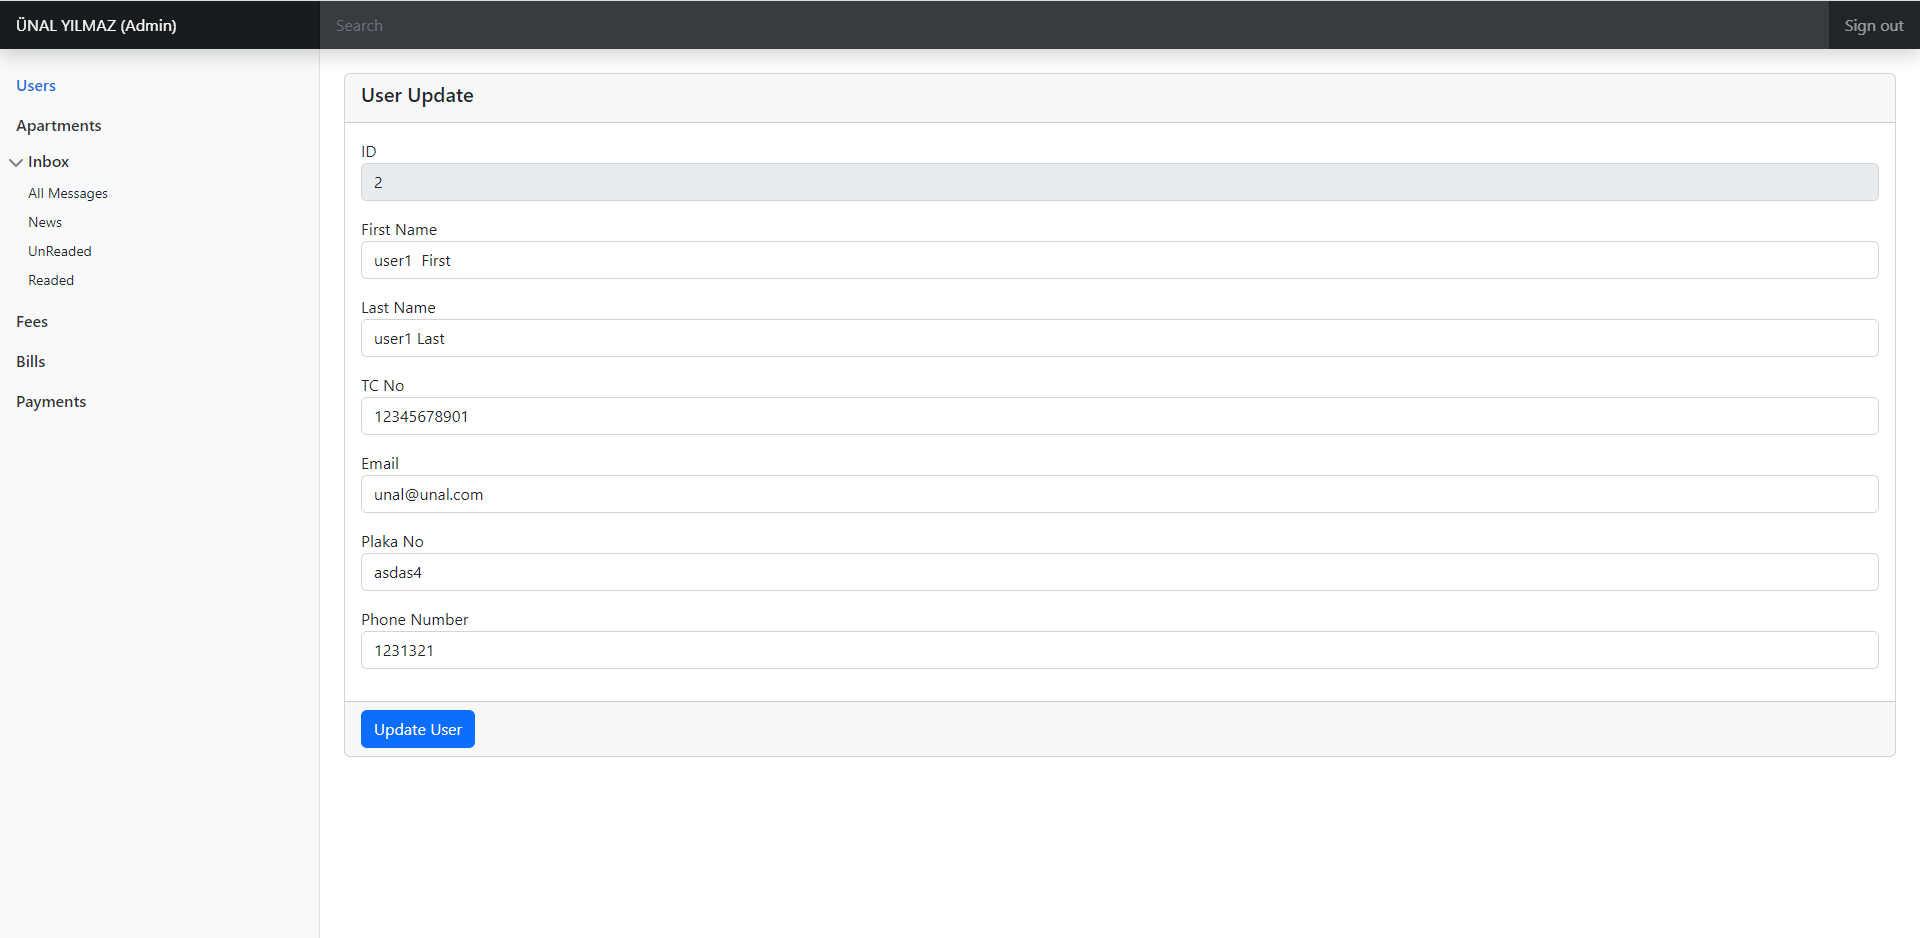 ÜNAL YILMAZ (Admin)
Search
Sign out
Users
Apartments
Inbox
All Messages
News
UnReaded
Readed
Fees
Bills
Payments
User Update
ID
2
First Name
user1  First
Last Name
user1 Last
TC No
12345678901
Email
unal@unal.com
Plaka No
asdas4
Phone Number
1231321
Update User